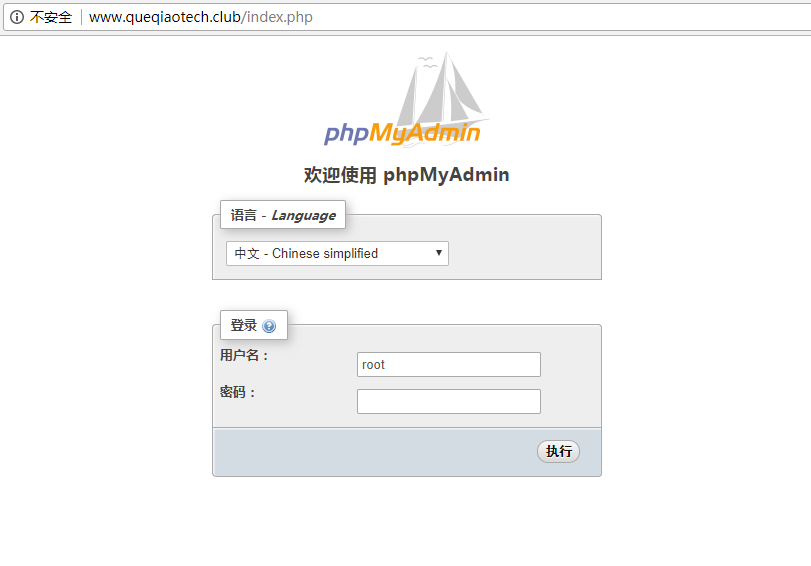 不安全 www.queqiaotech.club/index.php
phpMyAdmin
欢迎使用 phpMyAdmin
语言 - Language
中文 - Chinese simplified
登录
用户名：
root
密码：
执行